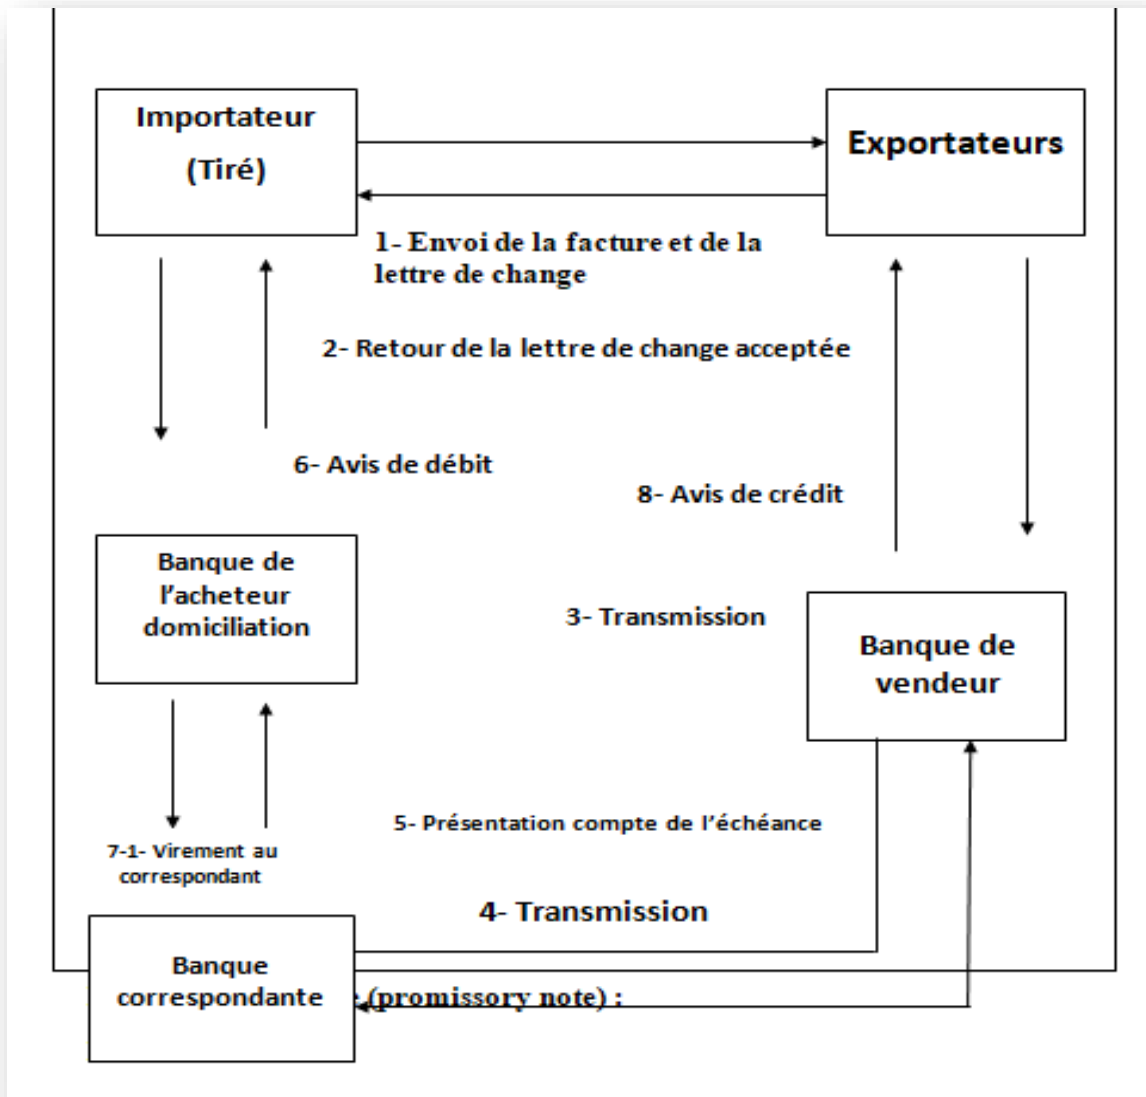 Importateur
(Tiré)
Exportateurs
1- Envoi de la facture et de la
lettre de change
2- Retour de la lettre de change acceptée
6- Avis de débit
8- Avis de crédit
Banque de
l’acheteur
domiciliation
3- Transmission
Banque de
vendeur
5- Présentation compte de l’échéance
7-1- Virement au
correspondant
4- Transmission
Banque
correspondante
(promissory note) :